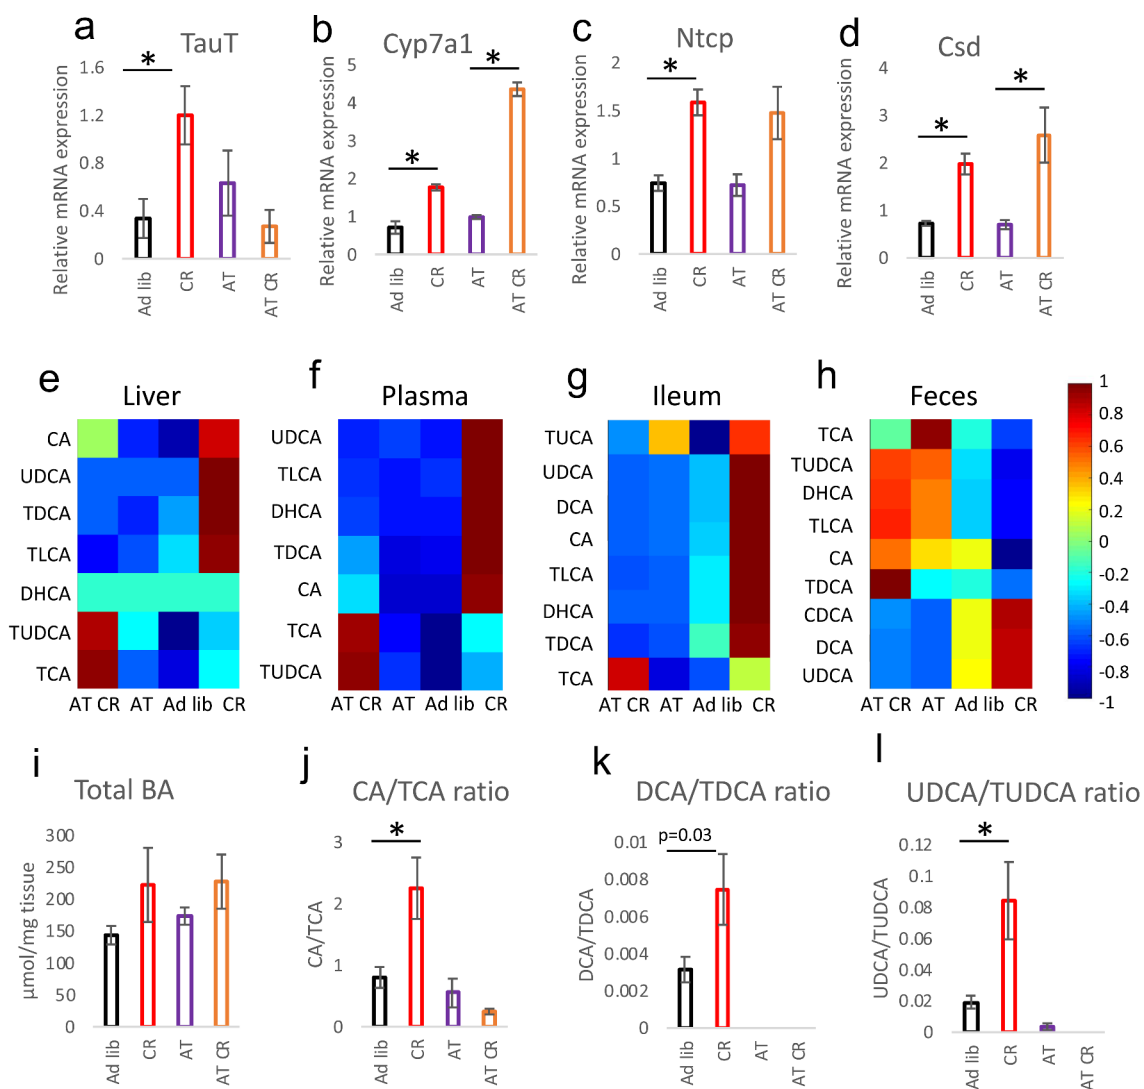 a
TauT
Relative mRNA expression
1.6
1.2
0.8
0.4
0
*
Ad lib
CR
AT
AT CR
b
Cyp7a1
Relative mRNA expression
5
4
3
2
1
0
*
*
Ad lib
CR
AT
AT CR
c
Ntcp
Relative mRNA expression
2
1.5
1
0.5
0
*
Ad lib
CR
AT
AT CR
d
Csd
Relative mRNA expression
4
3
2
1
0
*
*
Ad lib
CR
AT
AT CR
e
Liver
CA
UDCA
TDCA
TLCA
DHCA
TUDCA
TCA
AT CR AT Ad lib CR
f
Plasma
UDCA
TLCA
DHCA
TDCA
CA
TCA
TUDCA
AT CR AT Ad lib CR
g
Ileum
TUCA
UDCA
DCA
CA
TLCA
DHCA
TDCA
TCA
AT CR AT Ad lib CR
h
Feces
TCA
TUDCA
DHCA
TLCA
CA
TDCA
CDCA
DCA
UDCA
AT CR AT Ad lib CR
1
0.8
0.6
0.4
0.2
0
-0.2
-0.4
-0.6
-0.8
-1
i
Total BA
µmol/mg tissue
300
250
200
150
100
50
0
Ad lib
CR
AT
AT CR
j
CA/TCA ratio
CA/TCA
3
2
1
0
*
Ad lib
CR
AT
AT CR
k
DCA/TDCA ratio
DCA/TDCA
0.01
0.008
0.006
0.004
0.002
0
p=0.03
Ad lib
CR
AT
AT CR
l
UDCA/TUDCA ratio
UDCA/TUDCA
0.12
0.1
0.08
0.06
0.04
0.02
0
*
Ad lib
CR
AT
AT CR